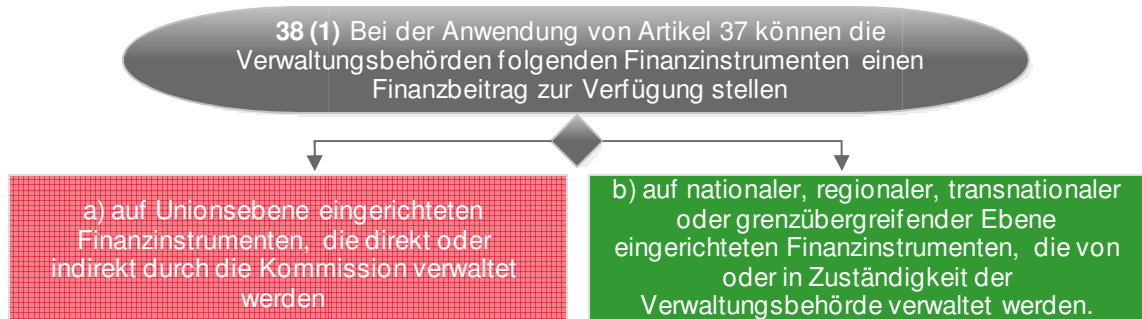 38 (1) Bei der Anwendung von Artikel 37 können die
Verwaltungsbehörden folgenden Finanzinstrumenten einen
Finanzbeitrag zur Verfügung stellen
a) auf Unionsebene eingerichteten
Finanzinstrumenten, die direkt oder
indirekt durch die Kommission verwaltet
werden
b) auf nationaler, regionaler, transnationaler
oder grenzübergreifender Ebene
eingerichteten Finanzinstrumenten, die von
oder in Zuständigkeit der
Verwaltungsbehörde verwaltet werden.